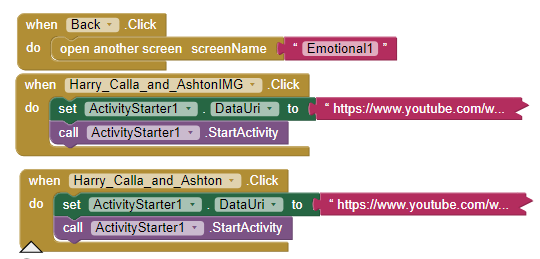 when Back .Click
do open another screen screenName " Emotional1 "
when Harry_Calla_and_AshtonIMG .Click
do set ActivityStarter1 . DataUri to " https://www.youtube.com/w...
call ActivityStarter1 .StartActivity
when Harry_Calla_and_Ashton .Click
do set ActivityStarter1 . DataUri to " https://www.youtube.com/w...
call ActivityStarter1 .StartActivity